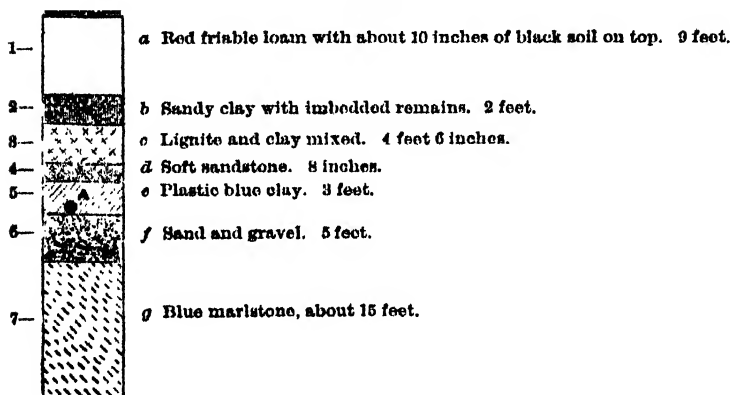 1— a Red friable loam with about 10 inches of black soil on top. 9 feet.
2— b Sandy clay with imbedded remains. 2 feet.
3— c Lignite and clay mixed. 4 feet 6 inches.
4— d Soft sandstone. 8 inches.
5— A e Plastic blue clay. 3 feet.
6— f Sand and gravel. 5 feet.
7— g Blue marlstone, about 15 feet.